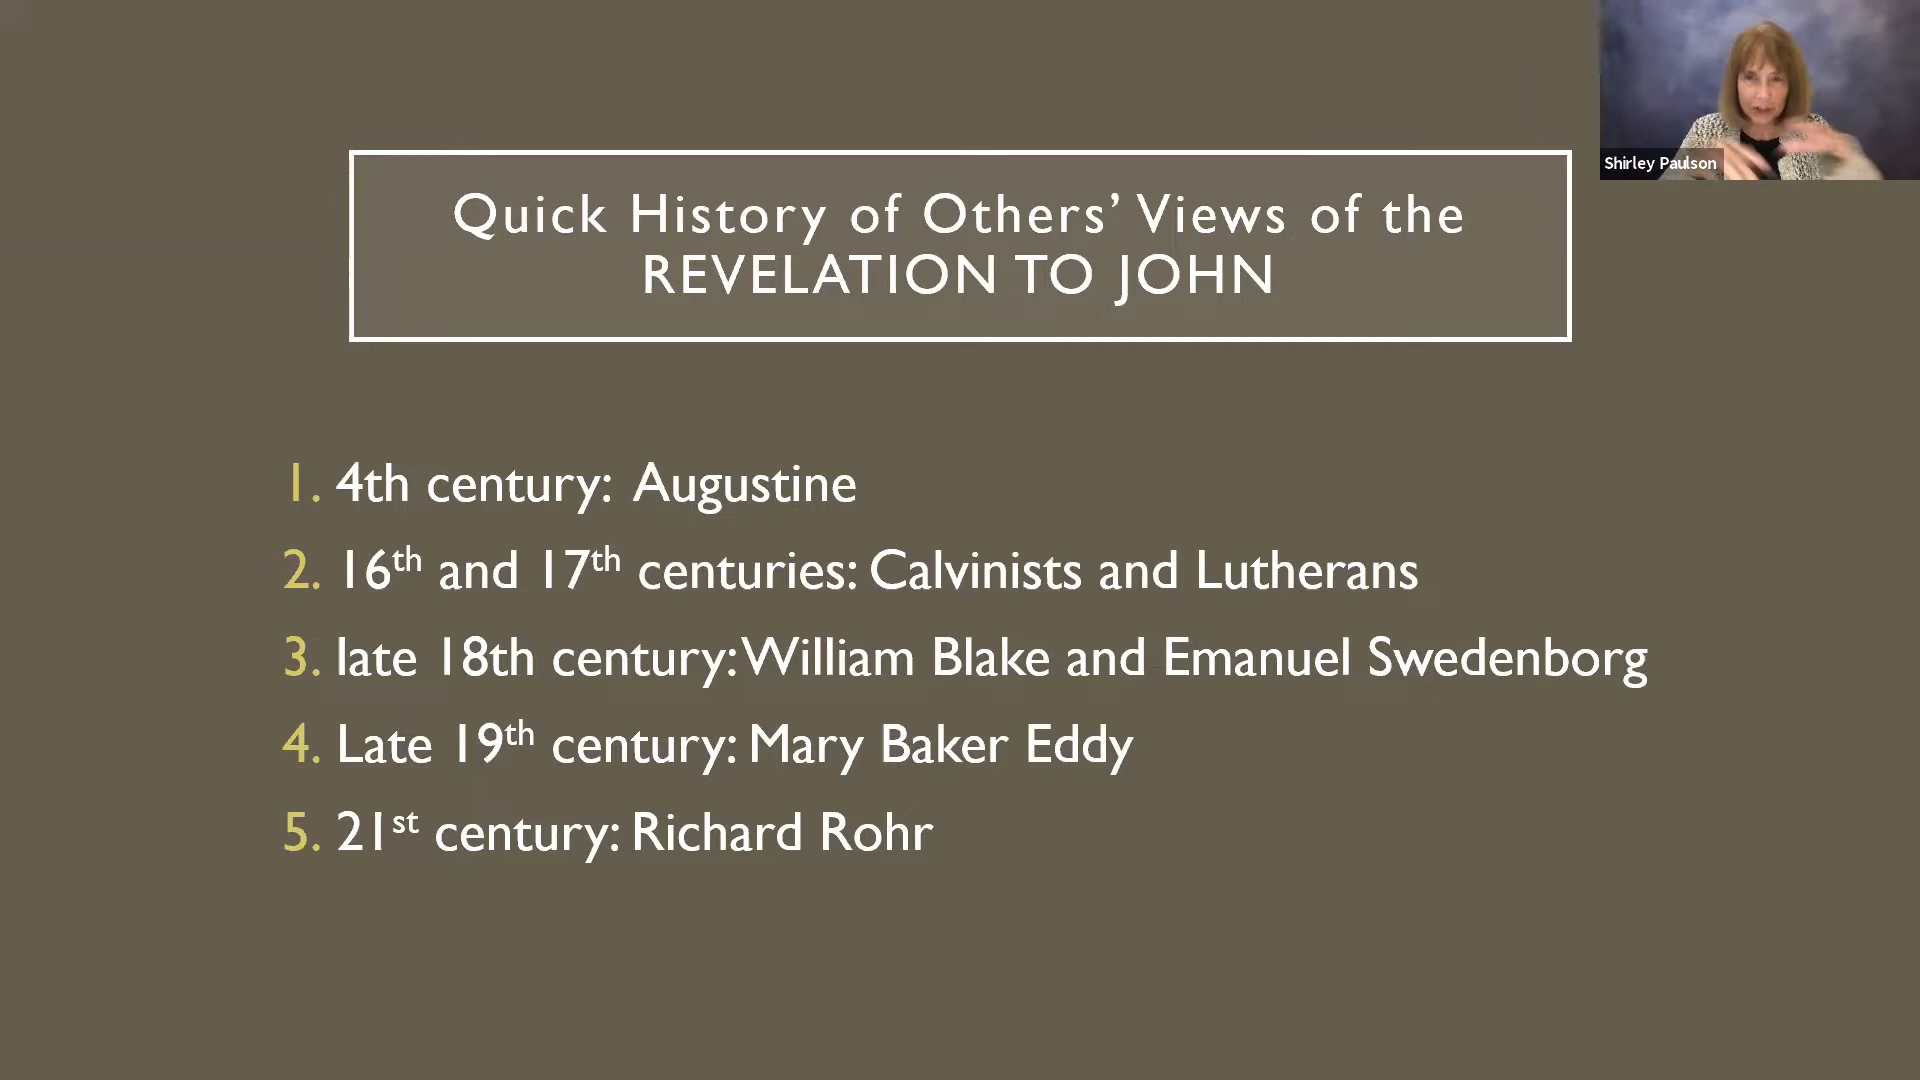 Shirley Paulson
Quick History of Others’ Views of the
REVELATION TO JOHN
1. 4th century: Augustine
2. 16th and 17th centuries: Calvinists and Lutherans
3. late 18th century: William Blake and Emanuel Swedenborg
4. Late 19th century: Mary Baker Eddy
5. 21st century: Richard Rohr